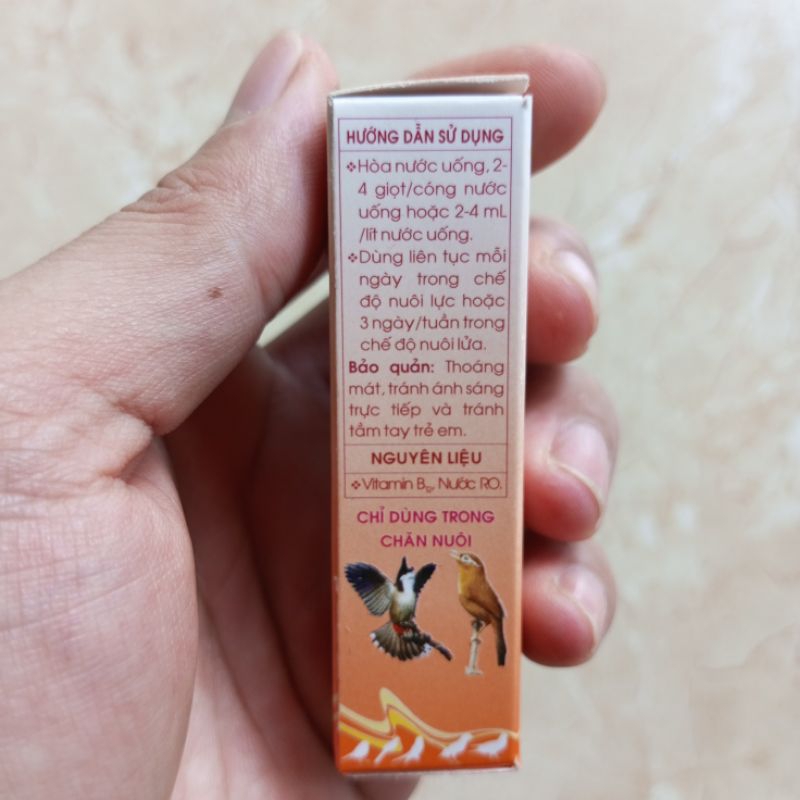 HƯỚNG DẪN SỬ DỤNG
❖Hòa nước uống, 2-
4 giọt/cóng nước
uống hoặc 2-4 mL
/lít nước uống.
❖Dùng liên tục mỗi
ngày trong chế
độ nuôi lực hoặc
3 ngày/tuần trong
chế độ nuôi lửa.
Bảo quản: Thoáng
mát, tránh ánh sáng
trực tiếp và tránh
tầm tay trẻ em.
NGUYÊN LIỆU
❖Vitamin B₁₂, Nước RO.
CHỈ DÙNG TRONG
CHĂN NUÔI